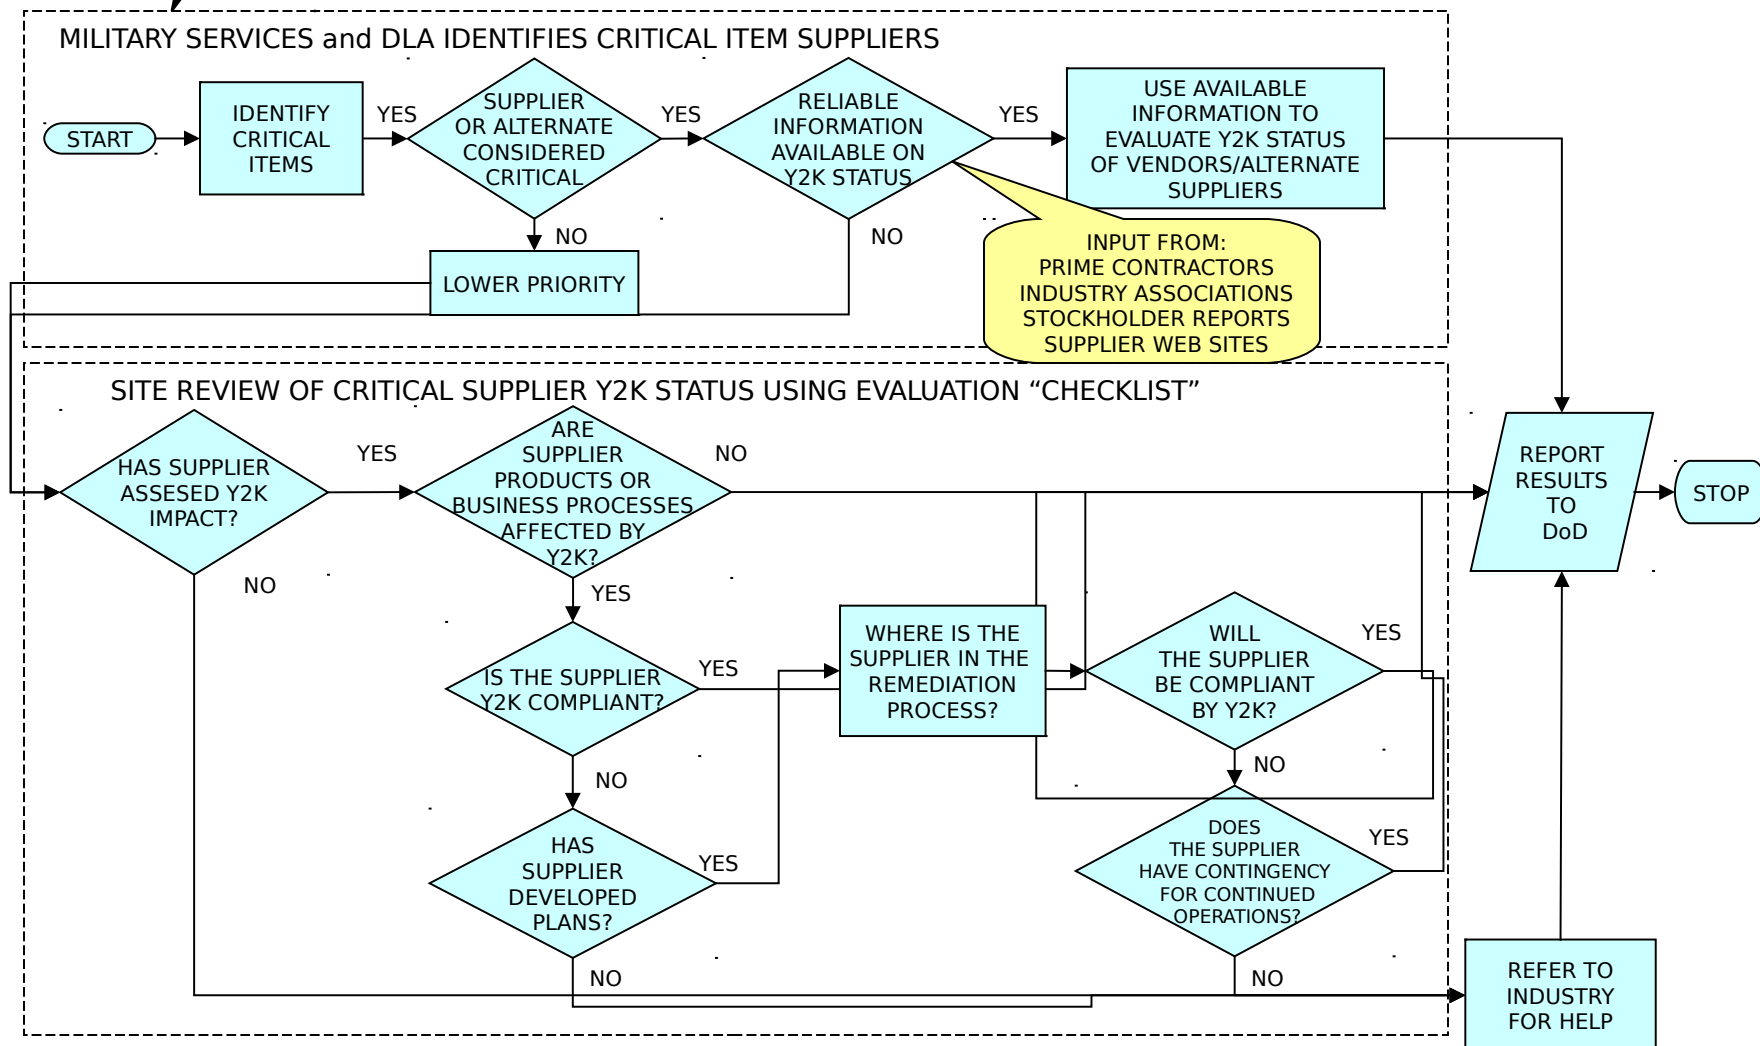 MILITARY SERVICES and DLA IDENTIFIES CRITICAL ITEM SUPPLIERS
START
IDENTIFY
CRITICAL
ITEMS
YES
SUPPLIER
OR ALTERNATE
CONSIDERED
CRITICAL
YES
RELIABLE
INFORMATION
AVAILABLE ON
Y2K STATUS
YES
USE AVAILABLE
INFORMATION TO
EVALUATE Y2K STATUS
OF VENDORS/ALTERNATE
SUPPLIERS
NO
NO
LOWER PRIORITY
INPUT FROM:
PRIME CONTRACTORS
INDUSTRY ASSOCIATIONS
STOCKHOLDER REPORTS
SUPPLIER WEB SITES
SITE REVIEW OF CRITICAL SUPPLIER Y2K STATUS USING EVALUATION “CHECKLIST”
HAS SUPPLIER
ASSESED Y2K
IMPACT?
YES
ARE
SUPPLIER
PRODUCTS OR
BUSINESS PROCESSES
AFFECTED BY
Y2K?
NO
REPORT
RESULTS
TO
DoD
STOP
NO
YES
IS THE SUPPLIER
Y2K COMPLIANT?
YES
WHERE IS THE
SUPPLIER IN THE
REMEDIATION
PROCESS?
WILL
THE SUPPLIER
BE COMPLIANT
BY Y2K?
YES
NO
NO
HAS
SUPPLIER
DEVELOPED
PLANS?
YES
DOES
THE SUPPLIER
HAVE CONTINGENCY
FOR CONTINUED
OPERATIONS?
YES
NO
NO
REFER TO
INDUSTRY
FOR HELP